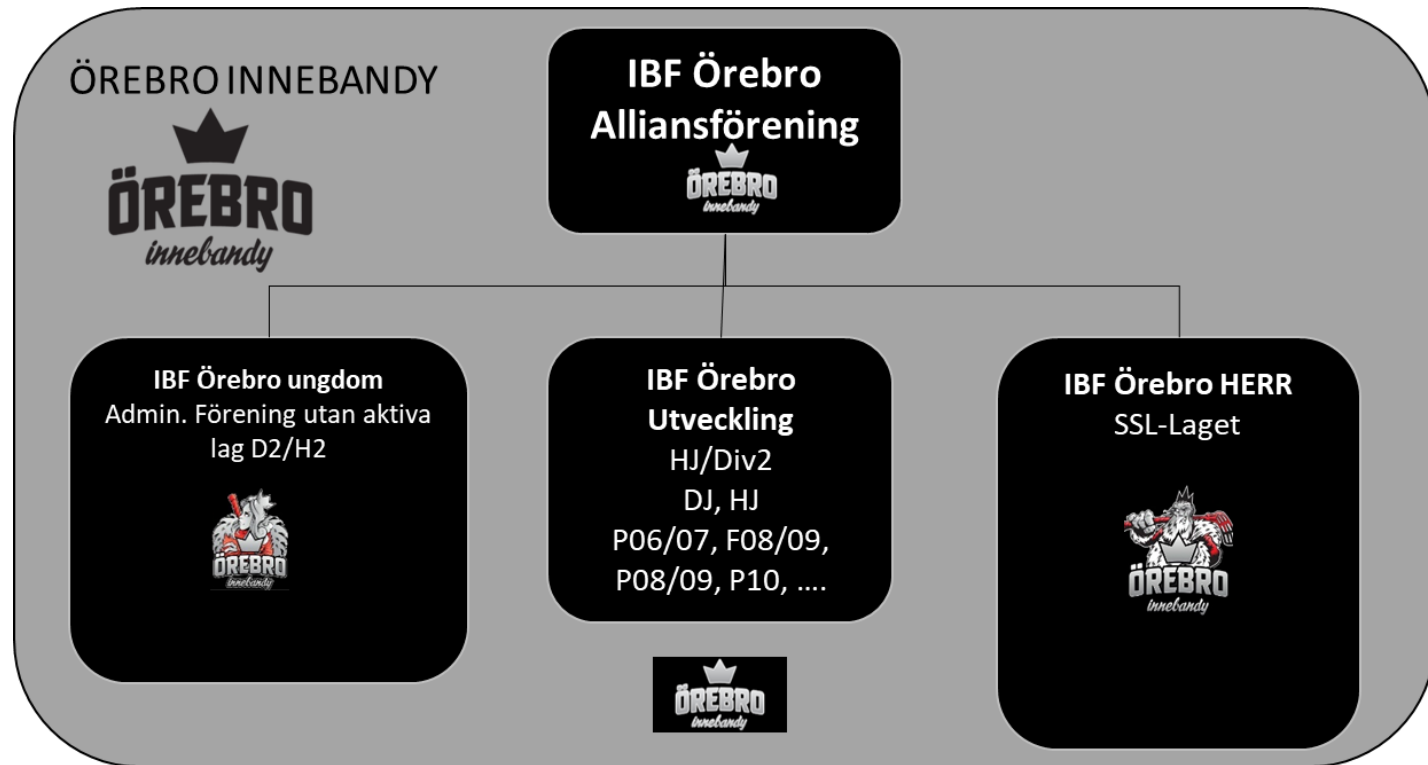 ÖREBRO INNEBANDY
ÖREBRO
innebandy
IBF Örebro
Alliansförening
ÖREBRO
innebandy
IBF Örebro ungdom
Admin. Förening utan aktiva
lag D2/H2
ÖREBRO
innebandy
IBF Örebro
Utveckling
HJ/Div2
DJ, HJ
P06/07, F08/09,
P08/09, P10, ....
ÖREBRO
innebandy
IBF Örebro HERR
SSL-Laget
ÖREBRO
innebandy